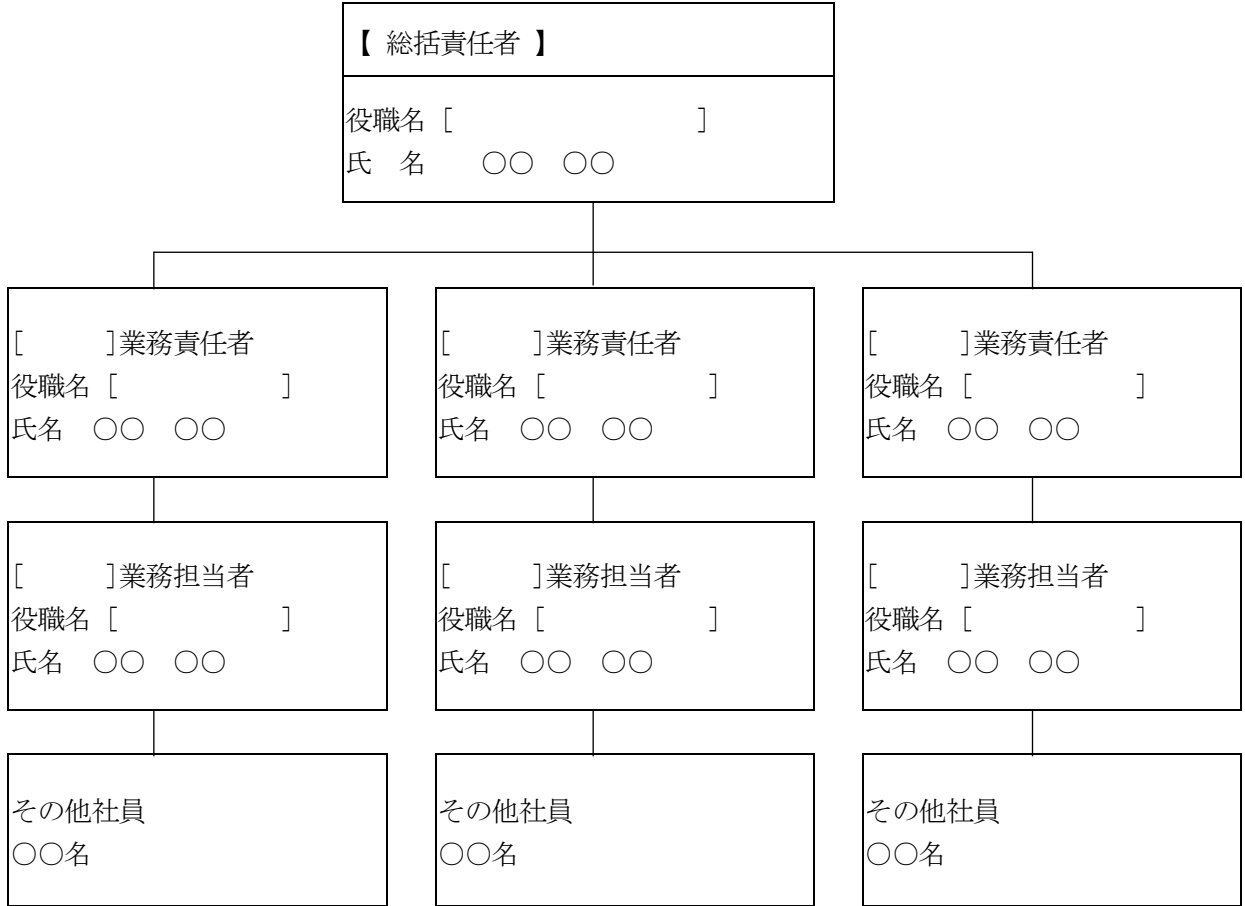 【 総括責任者 】
役職名 [　　　　　　　　　]
氏　名　　○○　○○
[　　　]業務責任者
役職名 [　　　　　　]
氏名　○○　○○
[　　　]業務責任者
役職名 [　　　　　　]
氏名　○○　○○
[　　　]業務責任者
役職名 [　　　　　　]
氏名　○○　○○
[　　　]業務担当者
役職名 [　　　　　　]
氏名　○○　○○
[　　　]業務担当者
役職名 [　　　　　　]
氏名　○○　○○
[　　　]業務担当者
役職名 [　　　　　　]
氏名　○○　○○
その他社員
○○名
その他社員
○○名
その他社員
○○名